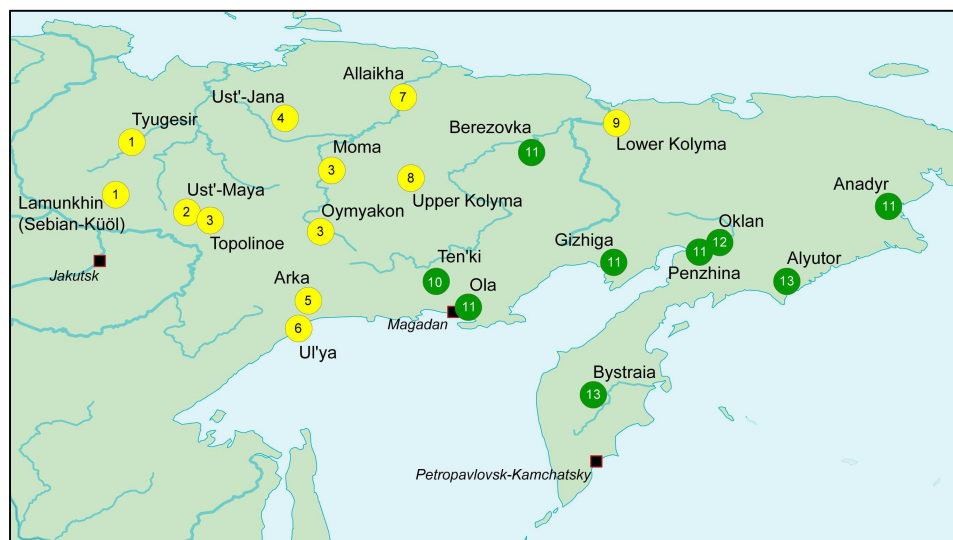 Allaikha
7
Ust'-Jana
4
Tyugesir
1
Berezovka
11
9
Lower Kolyma
Moma
3
8
Upper Kolyma
Lamunkhin
(Sebian-Küöl)
1
Ust'-Maya
2
3
Topolinoe
Oymyakon
3
Anadyr
11
Oklan
12
Gizhiga
11
11
Penzhina
Alyutor
13
Jakutsk
Ten'ki
10
Ola
11
Magadan
Arka
5
6
Ul'ya
Bystraia
13
Petropavlovsk-Kamchatsky